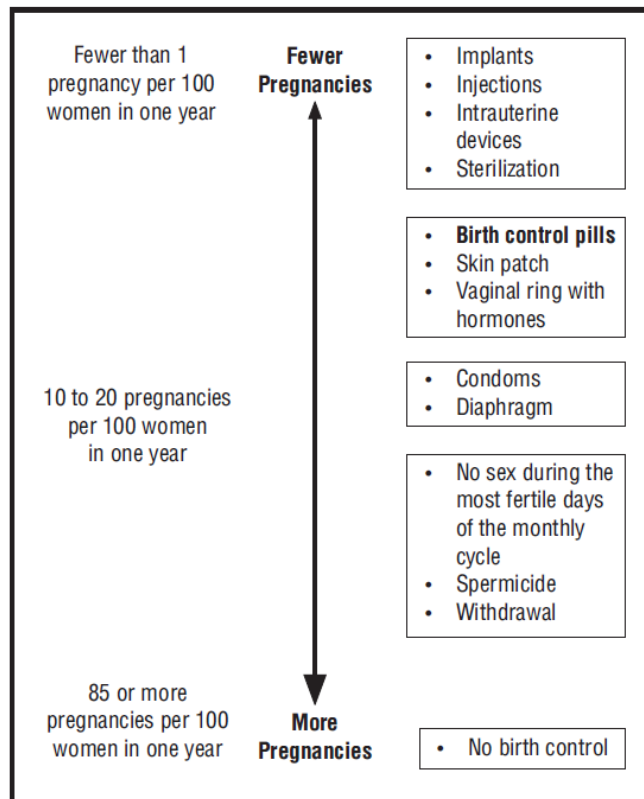 Fewer than 1
pregnancy per 100
women in one year
Fewer
Pregnancies
• Implants
• Injections
• Intrauterine
devices
• Sterilization
• Birth control pills
• Skin patch
• Vaginal ring with
hormones
10 to 20 pregnancies
per 100 women
in one year
• Condoms
• Diaphragm
• No sex during the
most fertile days
of the monthly
cycle
• Spermicide
• Withdrawal
85 or more
pregnancies per 100
women in one year
More
Pregnancies
• No birth control